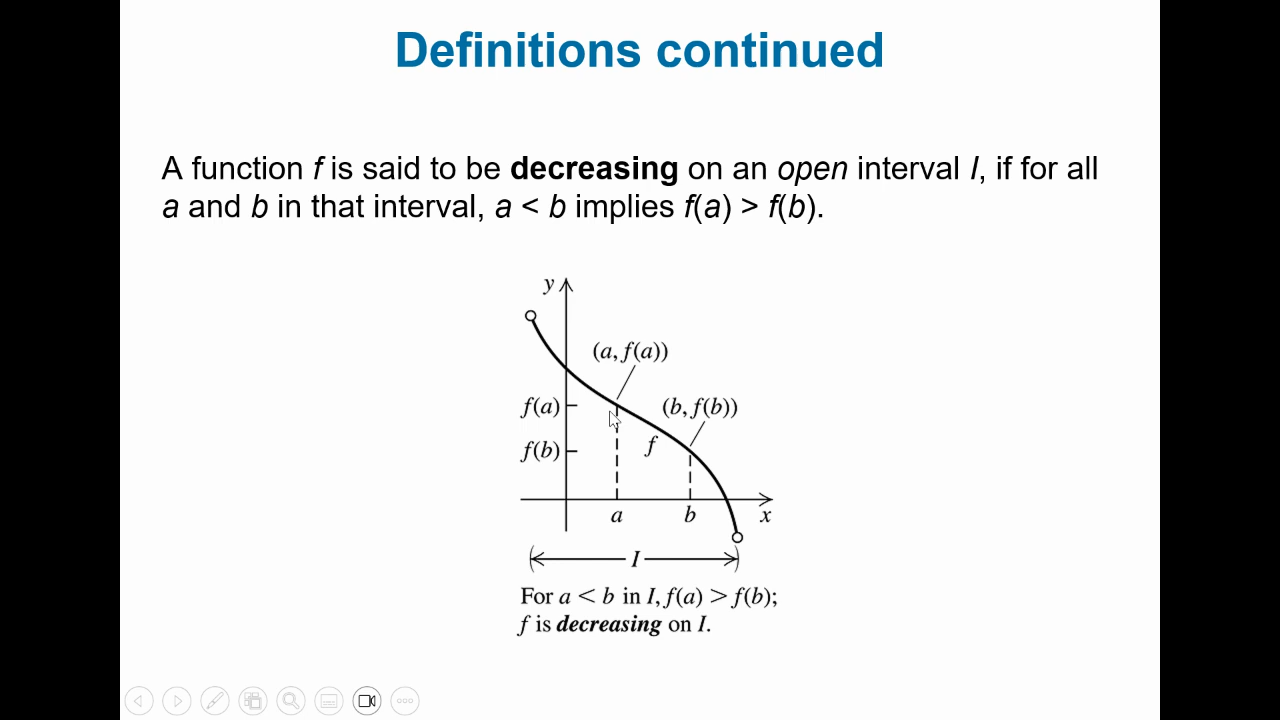 Definitions continued
A function f is said to be decreasing on an open interval I, if for all
a and b in that interval, a < b implies f(a) > f(b).
y
(a, f(a))
f(a)
(b, f(b))
f(b)
f
a
b
x
I
For a < b in I, f(a) > f(b);
f is decreasing on I.